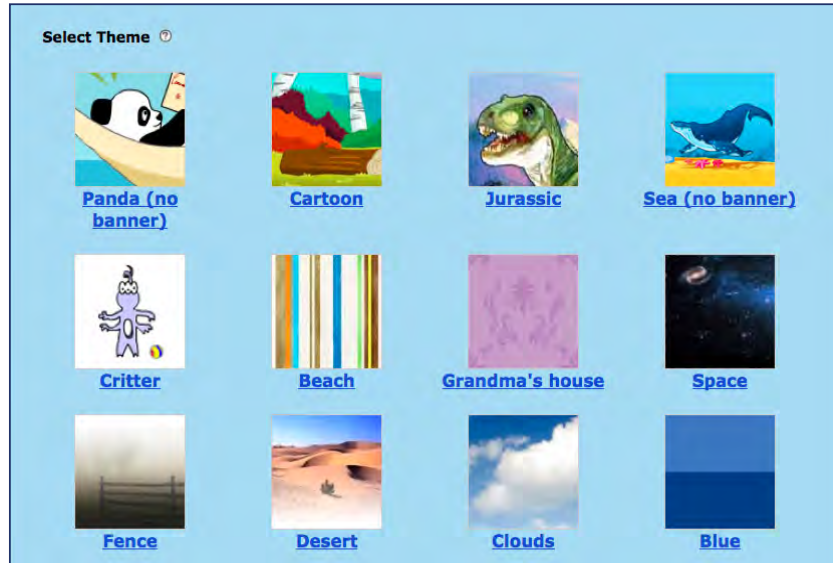 Select Theme ?
Panda (no
banner)
Cartoon
Jurassic
Sea (no banner)
Critter
Beach
Grandma's house
Space
Fence
Desert
Clouds
Blue